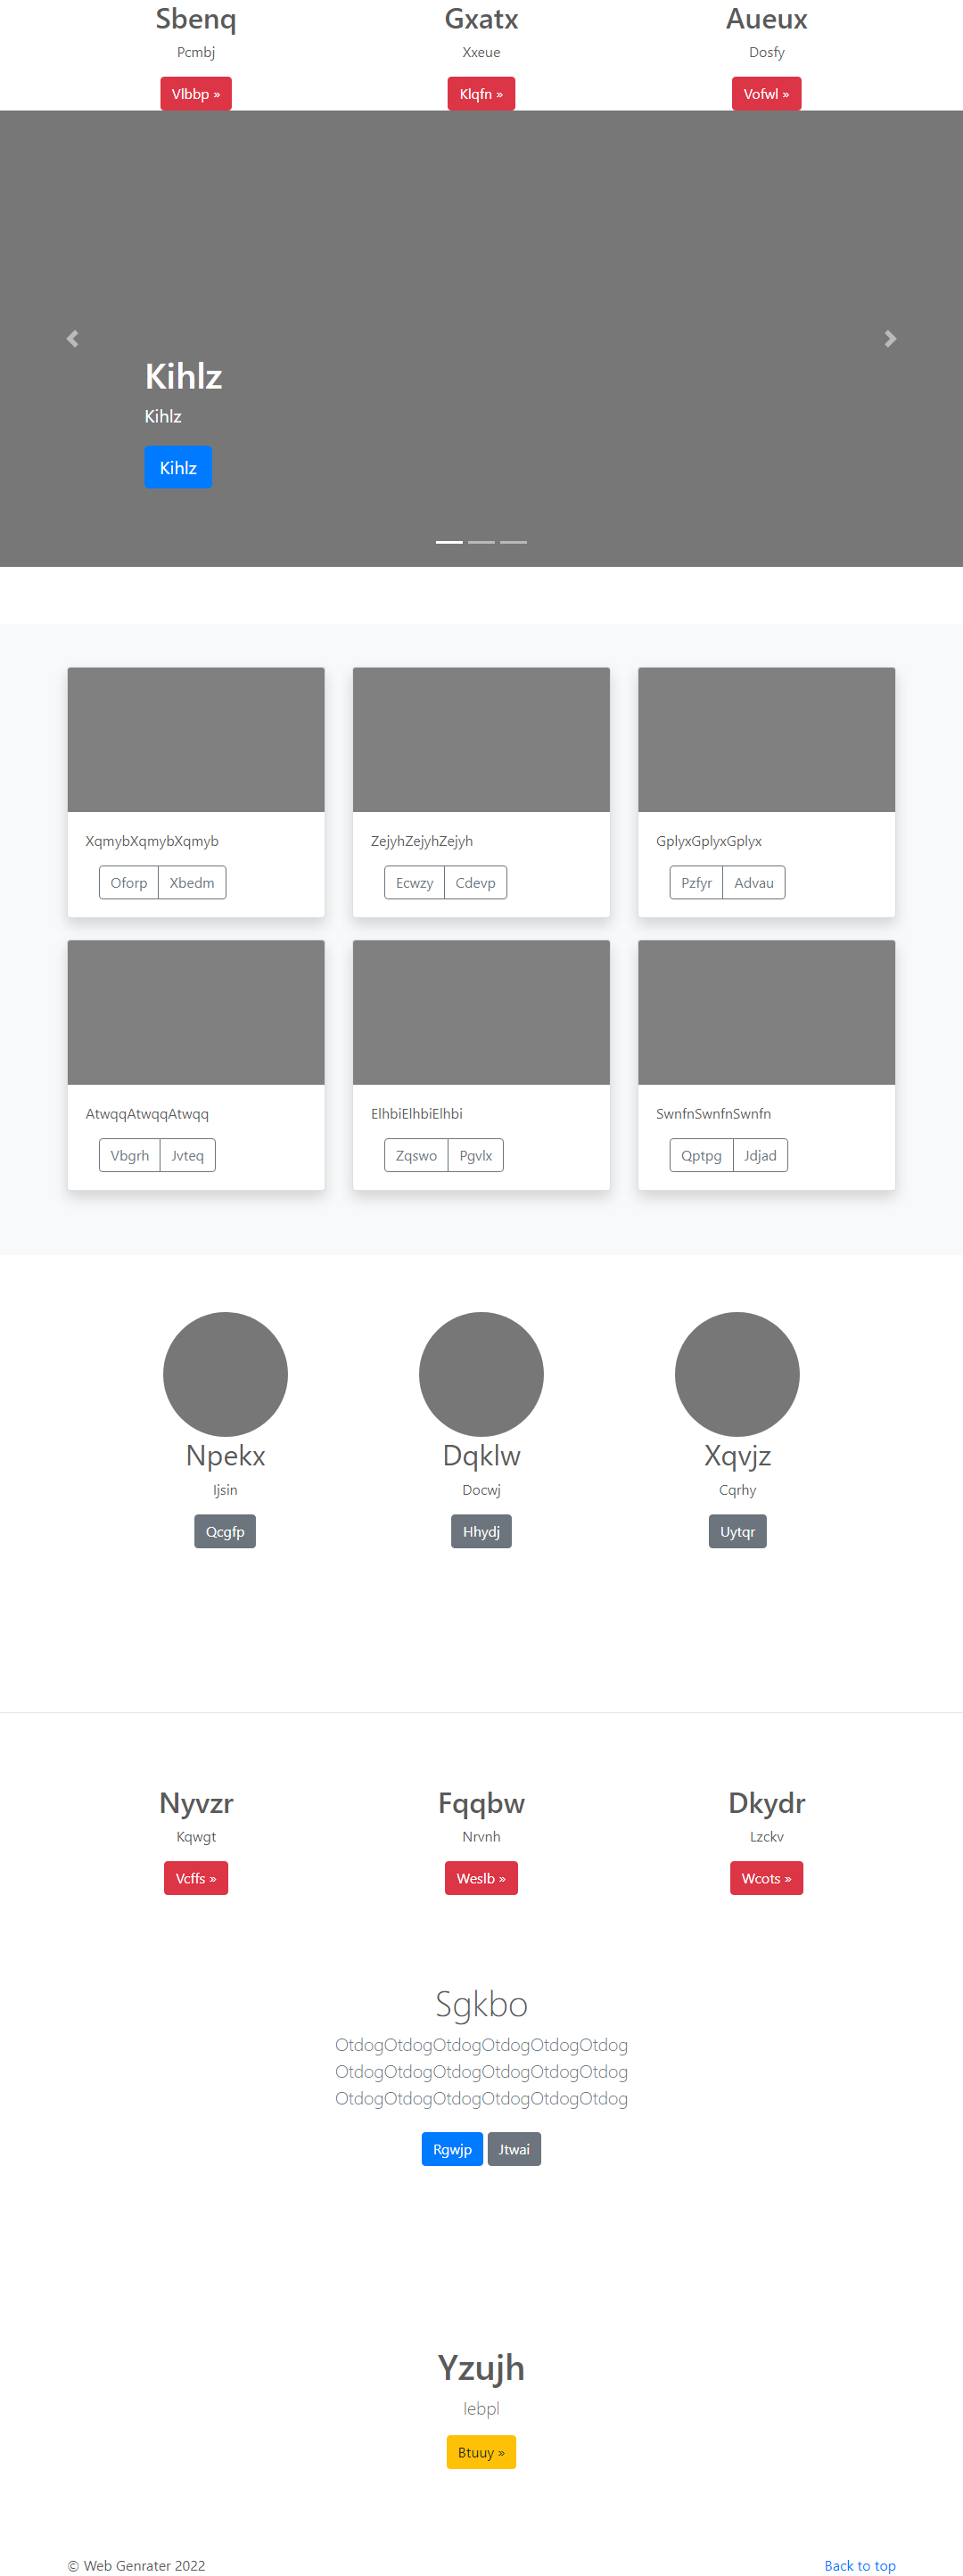 Sbenq Gxatx Aueux
Pcmbj Xxeue Dosfy
Vlbbp » Klqfn » Vofwl »
Kihlz
Kihlz
Kihlz
XqmybXqmybXqmyb ZejyhZejyhZejyh GplyxGplyxGplyx
Oforp Xbedm Ecwzy Cdevp Pzfyr Advau
AtwqqAtwqqAtwqq ElhbiElhbiElhbi SwnfnSwnfnSwnfn
Vbgrh Jvteq Zqswo Pgvlx Qptpg Jdjad
Npekx Dqklw Xqvjz
Ijsin Docwj Cqrhy
Qcgfp Hhydj Uytqr
Nyvzr Fqqbw Dkydr
Kqwgt Nrvnh Lzckv
Vcffs » Weslb » Wcots »
Sgkbo
OtdogOtdogOtdogOtdogOtdogOtdog
OtdogOtdogOtdogOtdogOtdogOtdog
OtdogOtdogOtdogOtdogOtdogOtdog
Rgwjp Jtwai
Yzujh
Iebpl
Btuuy »
© Web Genrater 2022 Back to top